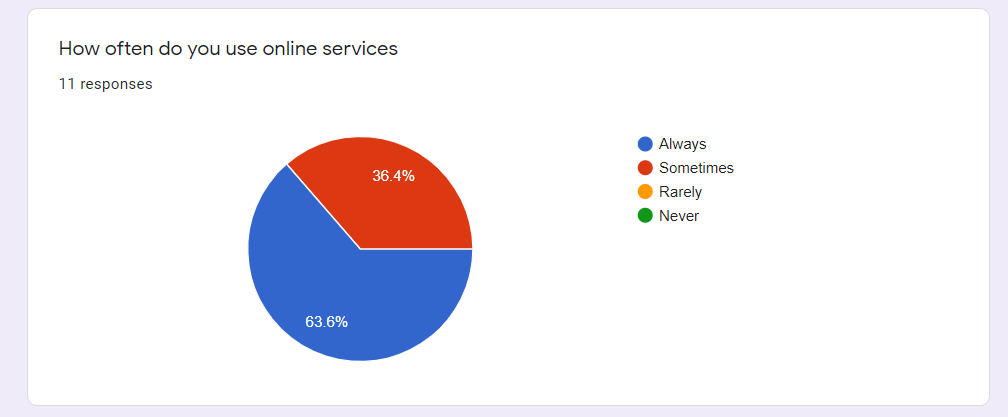 How often do you use online services
11 responses
36.4%
63.6%
Always
Sometimes
Rarely
Never